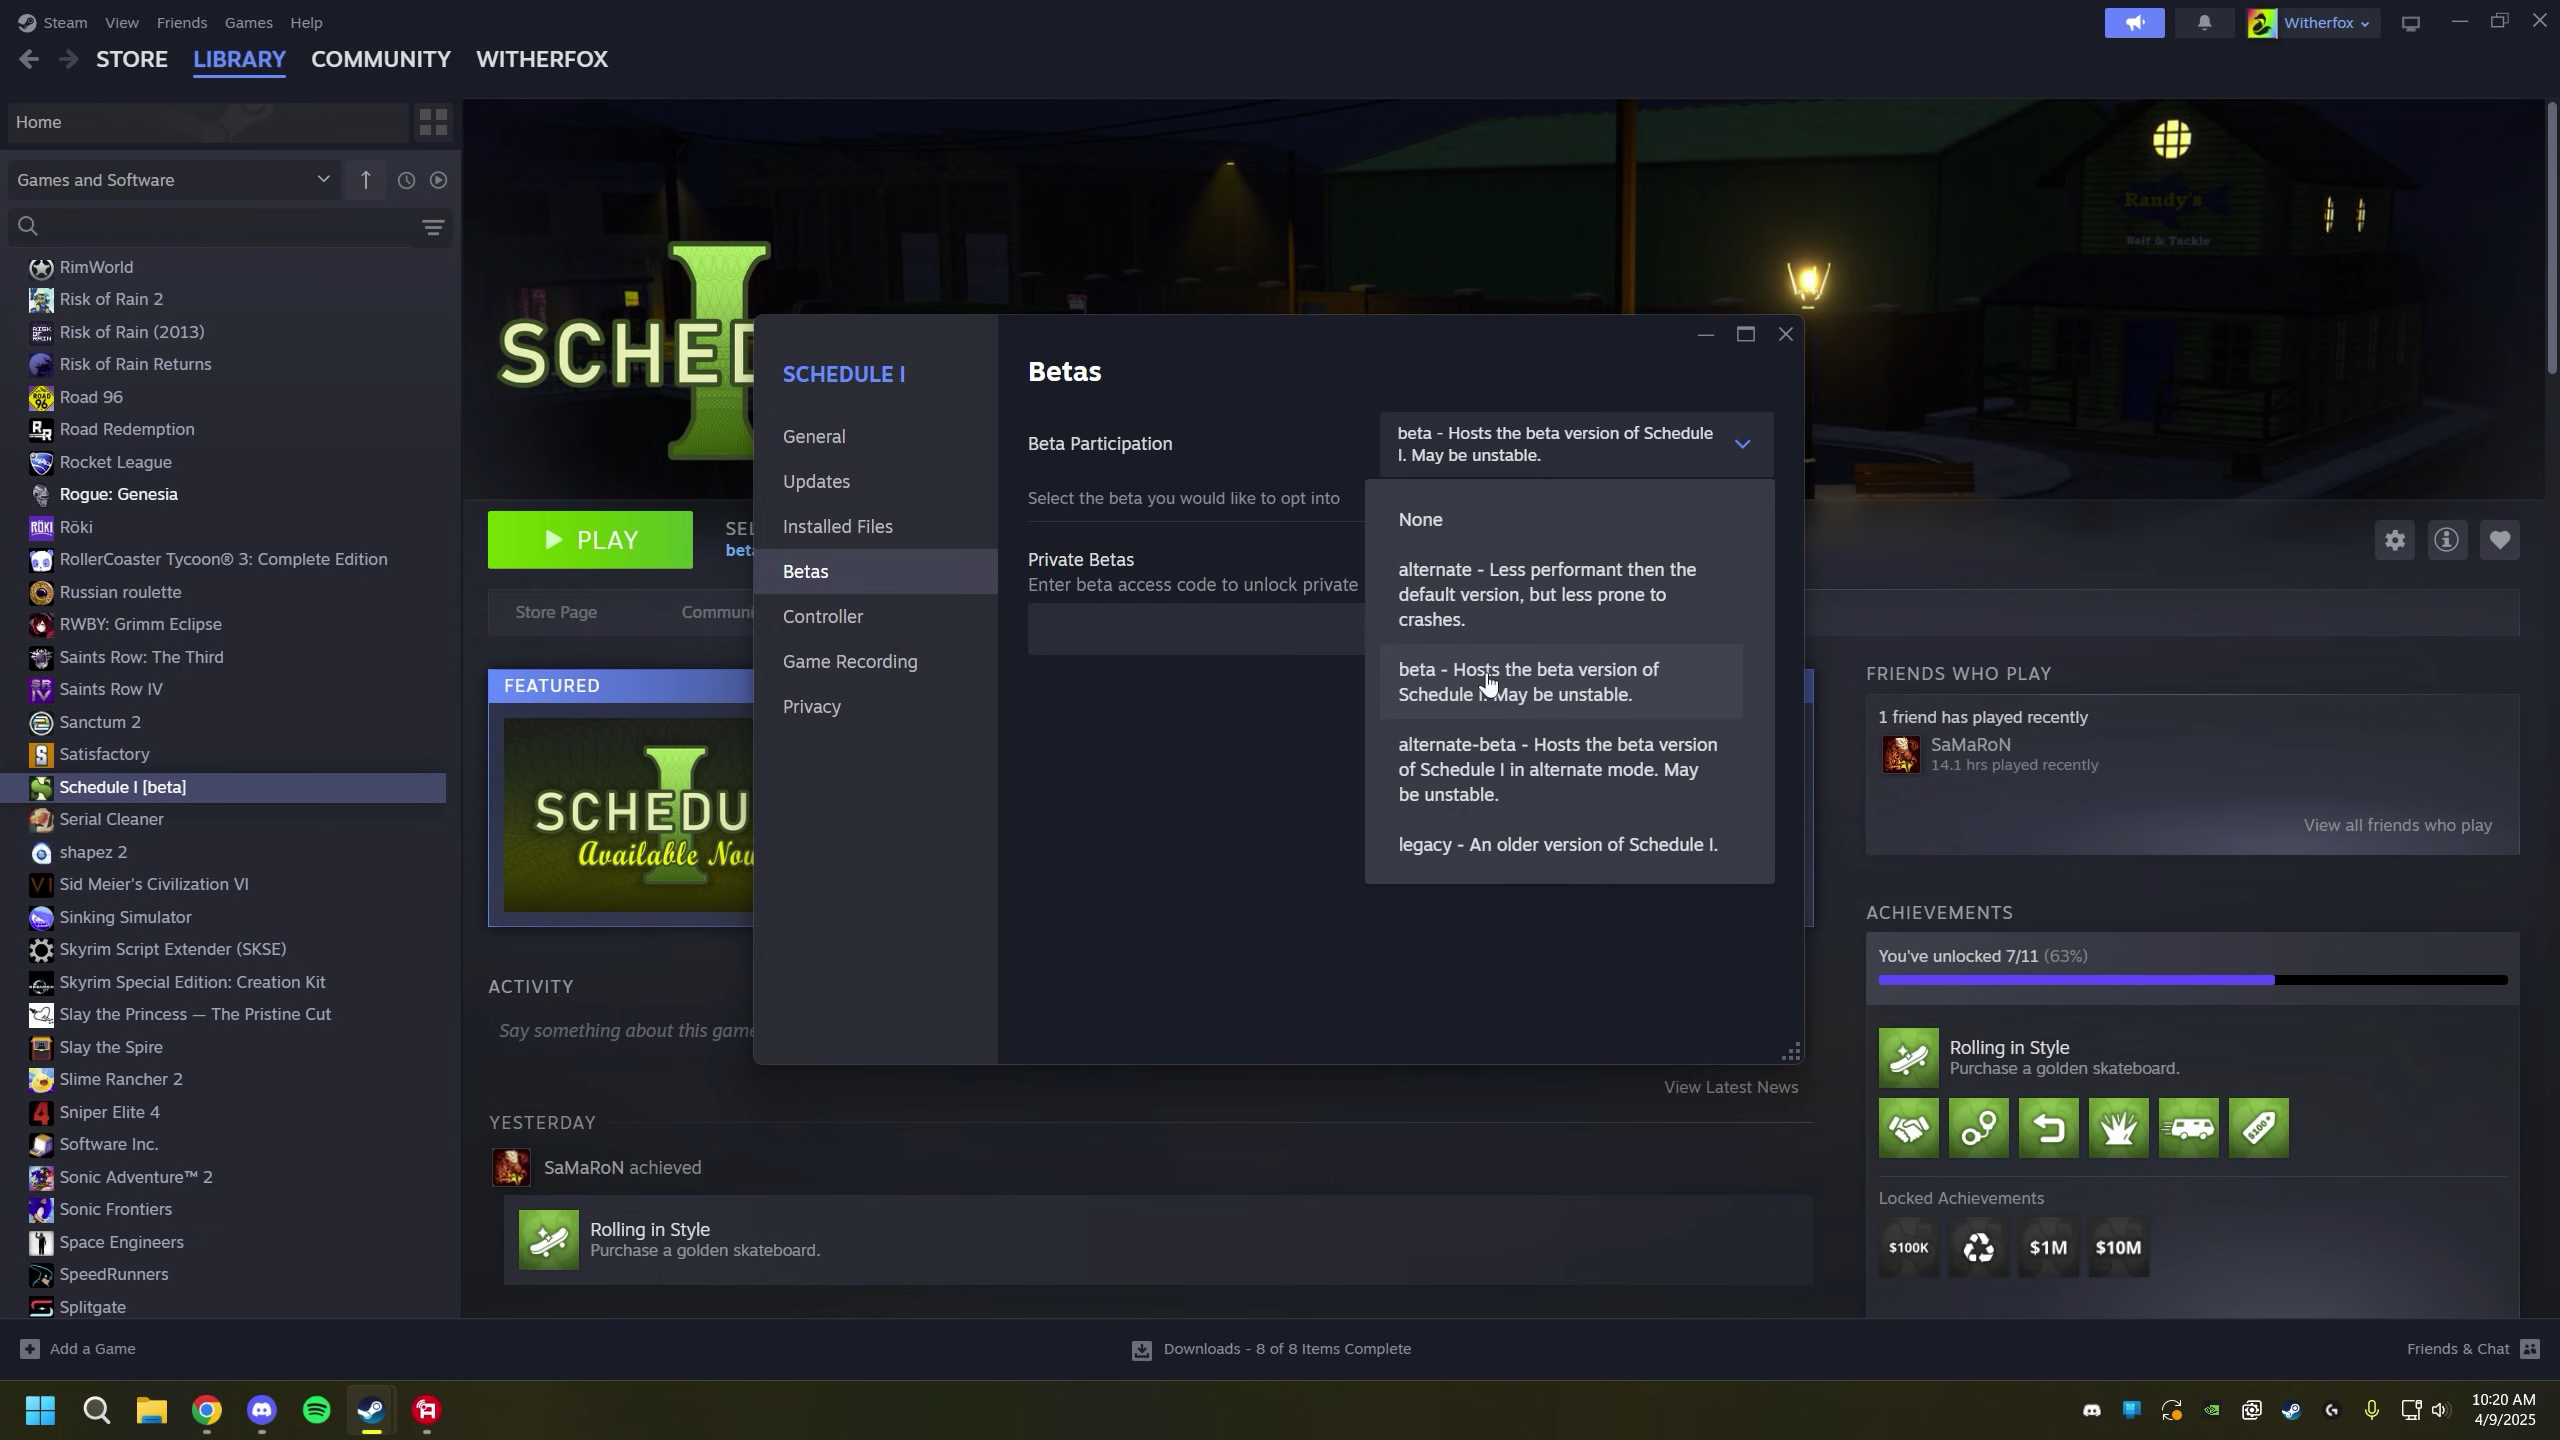 Steam View Friends Games Help
Witherfox
STORE LIBRARY COMMUNITY WITHERFOX
Home
Games and Software
RimWorld
Risk of Rain 2
Risk of Rain (2013)
Risk of Rain Returns
Road 96
Road Redemption
Rocket League
Rogue: Genesia
Röki
RollerCoaster Tycoon® 3: Complete Edition
Russian roulette
RWBY: Grimm Eclipse
Saints Row: The Third
Saints Row IV
Sanctum 2
Satisfactory
Schedule I [beta]
Serial Cleaner
shapez 2
Sid Meier's Civilization VI
Sinking Simulator
Skyrim Script Extender (SKSE)
Skyrim Special Edition: Creation Kit
Slay the Princess — The Pristine Cut
Slay the Spire
Slime Rancher 2
Sniper Elite 4
Software Inc.
Sonic Adventure™ 2
Sonic Frontiers
Space Engineers
SpeedRunners
Splitgate
Randy's
Bait & Tackle
SCHED I
PLAY
SEL
beta
Store Page Communi
FEATURED
SCHEDU I
Available Now
ACTIVITY
Say something about this game
View Latest News
YESTERDAY
SaMaRoN achieved
Rolling in Style
Purchase a golden skateboard.
SCHEDULE I
General
Updates
Installed Files
Betas
Controller
Game Recording
Privacy
Betas
Beta Participation
beta - Hosts the beta version of Schedule
I. May be unstable.
Select the beta you would like to opt into
Private Betas
Enter beta access code to unlock private
None
alternate - Less performant then the
default version, but less prone to
crashes.
beta - Hosts the beta version of
Schedule I. May be unstable.
alternate-beta - Hosts the beta version
of Schedule I in alternate mode. May
be unstable.
legacy - An older version of Schedule I.
FRIENDS WHO PLAY
1 friend has played recently
SaMaRoN
14.1 hrs played recently
View all friends who play
ACHIEVEMENTS
You've unlocked 7/11 (63%)
Rolling in Style
Purchase a golden skateboard.
$100
Locked Achievements
$100K $1M $10M
Add a Game
Downloads - 8 of 8 Items Complete
Friends & Chat
10:20 AM
4/9/2025